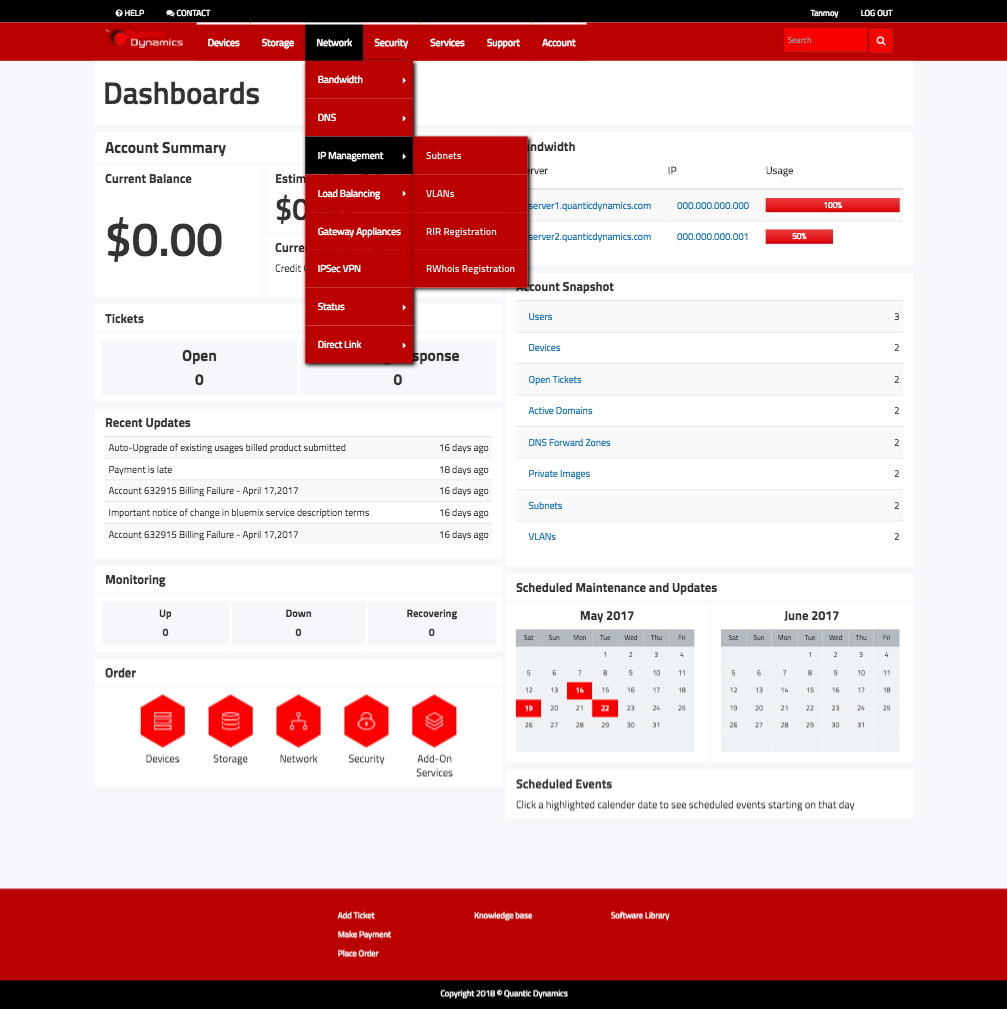 HELP CONTACT Tanmoy LOG OUT
Quantic Dynamics
Devices Storage Network Security Services Support Account Search
Bandwidth
DNS
IP Management
Load Balancing
Gateway Appliances
IPSec VPN
Status
Direct Link
Subnets
VLANs
RIR Registration
RWhois Registration
Dashboards
Account Summary
Current Balance
$0.00
Estim
$0
Curre
Credit
Tickets
Open
0
sponse
0
Recent Updates
Auto-Upgrade of existing usages billed product submitted 16 days ago
Payment is late 18 days ago
Account 632915 Billing Failure - April 17,2017 16 days ago
Important notice of change in bluemix service description terms 16 days ago
Account 632915 Billing Failure - April 17,2017 16 days ago
Monitoring
Up Down Recovering
0 0 0
Order
Devices Storage Network Security Add-On
Services
ndwidth
rver IP Usage
server1.quanticdynamics.com 000.000.000.000 100%
server2.quanticdynamics.com 000.000.000.001 50%
Account Snapshot
Users 3
Devices 2
Open Tickets 2
Active Domains 2
DNS Forward Zones 2
Private Images 2
Subnets 2
VLANs 2
Scheduled Maintenance and Updates
May 2017
Sat Sun Mon Tue Wed Thu Fri
1 2 3 4
5 6 7 8 9 10 11
12 13 14 15 16 17 18
19 20 21 22 23 24 25
26 27 28 29 30 31
June 2017
Sat Sun Mon Tue Wed Thu Fri
1 2 3 4
5 6 7 8 9 10 11
12 13 14 15 16 17 18
19 20 21 22 23 24 25
26 27 28 29 30 31
Scheduled Events
Click a highlighted calender date to see scheduled events starting on that day
Add Ticket Knowledge base Software Library
Make Payment
Place Order
Copyright 2018 © Quantic Dynamics